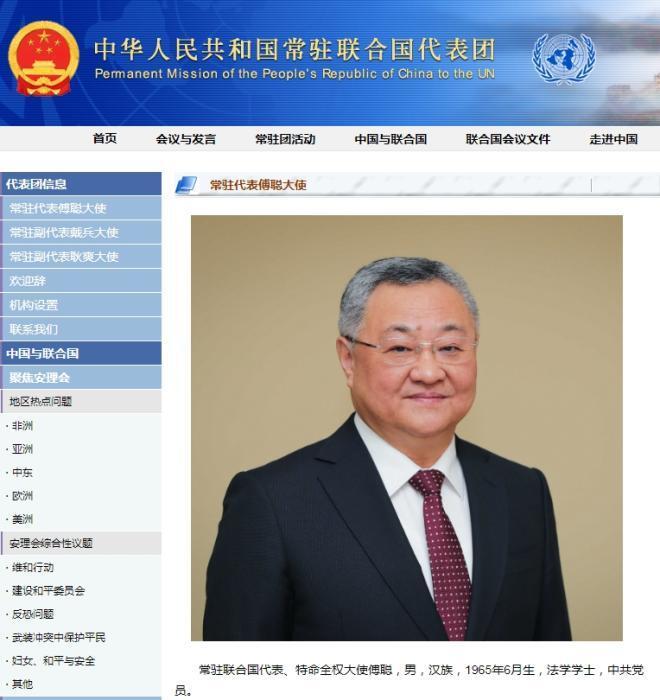 中华人民共和国常驻联合国代表团
Permanent Mission of the People's Republic of China to the UN
首页 会议与发言 常驻团活动 中国与联合国 联合国会议文件 走进中国
代表团信息
常驻代表傅聪大使
常驻副代表戴兵大使
常驻副代表耿爽大使
欢迎辞
机构设置
联系我们
中国与联合国
聚焦安理会
地区热点问题
· 非洲
· 亚洲
· 中东
· 欧洲
· 美洲
安理会综合性议题
· 维和行动
· 建设和平委员会
· 反恐问题
· 武装冲突中保护平民
· 妇女、和平与安全
· 其他
常驻代表傅聪大使
常驻联合国代表、特命全权大使傅聪，男，汉族，1965年6月生，法学学士，中共党
员。